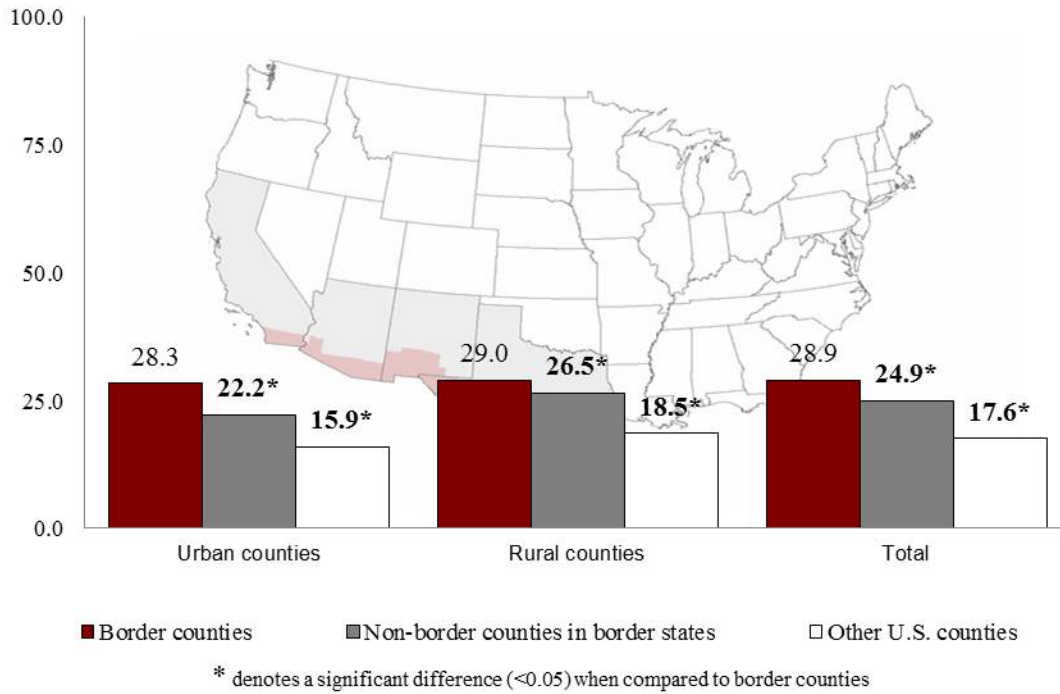 100.0
75.0
50.0
25.0
0.0
28.3
22.2*
15.9*
29.0
26.5*
18.5*
28.9
24.9*
17.6*
Urban counties
Rural counties
Total
Border counties
Non-border counties in border states
Other U.S. counties
* denotes a significant difference (<0.05) when compared to border counties